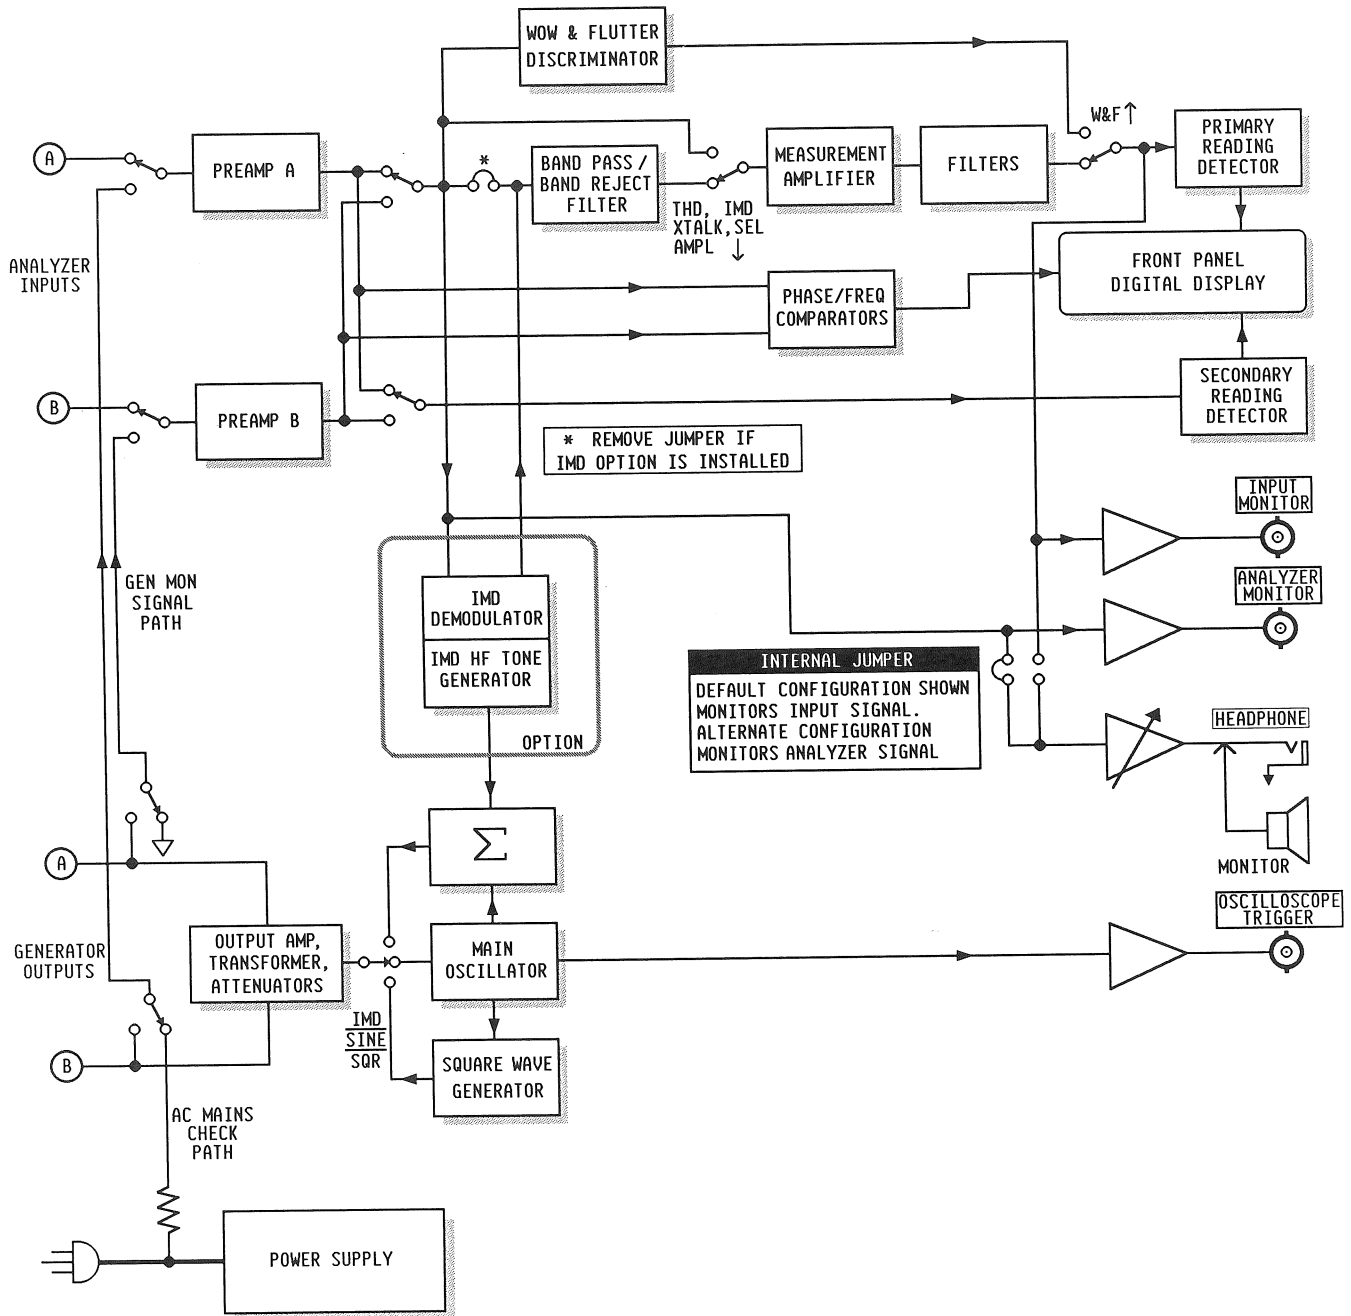 WOW & FLUTTER
DISCRIMINATOR
W&F ↑
A
PREAMP A
*
BAND PASS /
BAND REJECT
FILTER
MEASUREMENT
AMPLIFIER
FILTERS
PRIMARY
READING
DETECTOR
THD, IMD
XTALK, SEL
AMPL ↓
ANALYZER
INPUTS
PHASE/FREQ
COMPARATORS
FRONT PANEL
DIGITAL DISPLAY
B
PREAMP B
SECONDARY
READING
DETECTOR
* REMOVE JUMPER IF
IMD OPTION IS INSTALLED
INPUT
MONITOR
GEN MON
SIGNAL
PATH
IMD
DEMODULATOR
IMD HF TONE
GENERATOR
OPTION
ANALYZER
MONITOR
INTERNAL JUMPER
DEFAULT CONFIGURATION SHOWN
MONITORS INPUT SIGNAL.
ALTERNATE CONFIGURATION
MONITORS ANALYZER SIGNAL
HEADPHONE
MONITOR
Σ
A
GENERATOR
OUTPUTS
OUTPUT AMP,
TRANSFORMER,
ATTENUATORS
MAIN
OSCILLATOR
OSCILLOSCOPE
TRIGGER
IMD
SINE
SQR
B
SQUARE WAVE
GENERATOR
AC MAINS
CHECK
PATH
POWER SUPPLY